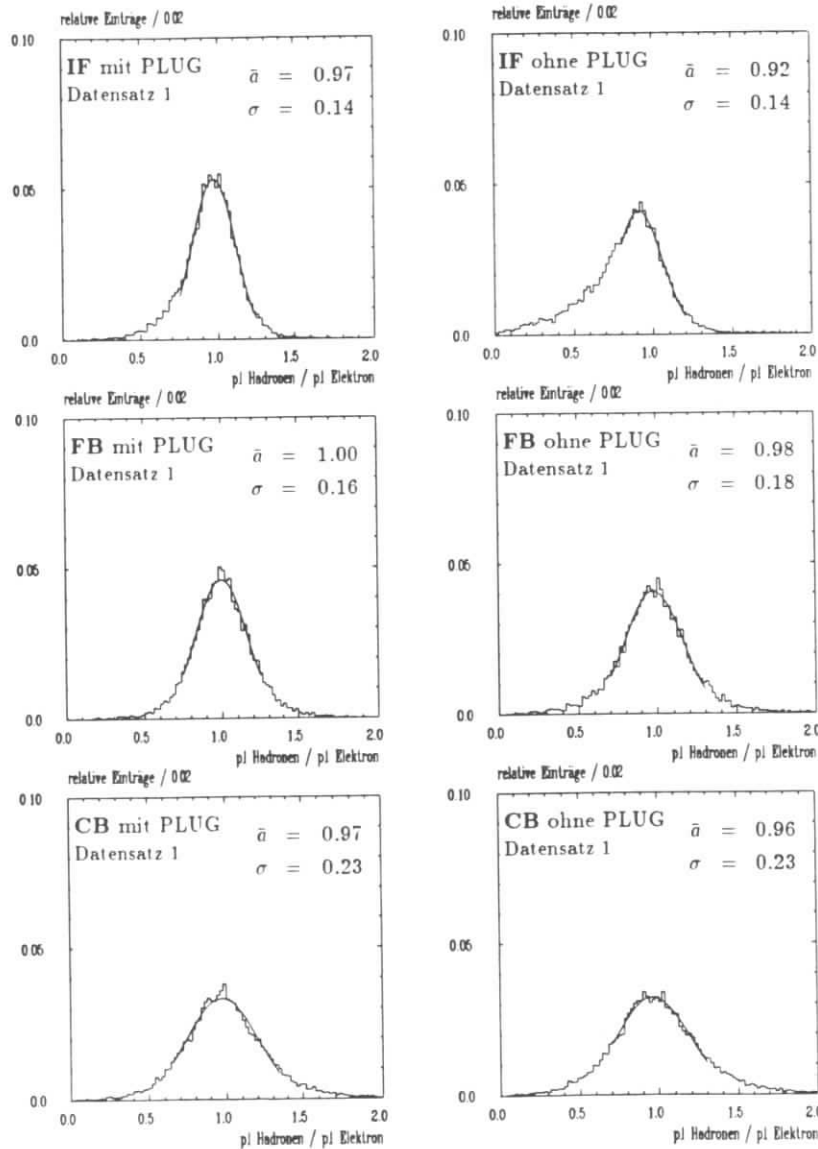 relative Einträge / 0.02
0.10
0.05
0.0
IF mit PLUG
Datensatz 1
ā = 0.97
σ = 0.14
0.0 0.5 1.0 1.5 2.0
pl Hadronen / pl Elektron
relative Einträge / 0.02
0.10
0.05
0.0
IF ohne PLUG
Datensatz 1
ā = 0.92
σ = 0.14
0.0 0.5 1.0 1.5 2.0
pl Hadronen / pl Elektron
relative Einträge / 0.02
0.10
0.05
0.0
FB mit PLUG
Datensatz 1
ā = 1.00
σ = 0.16
0.0 0.5 1.0 1.5 2.0
pl Hadronen / pl Elektron
relative Einträge / 0.02
0.10
0.05
0.0
FB ohne PLUG
Datensatz 1
ā = 0.98
σ = 0.18
0.0 0.5 1.0 1.5 2.0
pl Hadronen / pl Elektron
relative Einträge / 0.02
0.10
0.05
0.0
CB mit PLUG
Datensatz 1
ā = 0.97
σ = 0.23
0.0 0.5 1.0 1.5 2.0
pl Hadronen / pl Elektron
relative Einträge / 0.02
0.10
0.05
0.0
CB ohne PLUG
Datensatz 1
ā = 0.96
σ = 0.23
0.0 0.5 1.0 1.5 2.0
pl Hadronen / pl Elektron